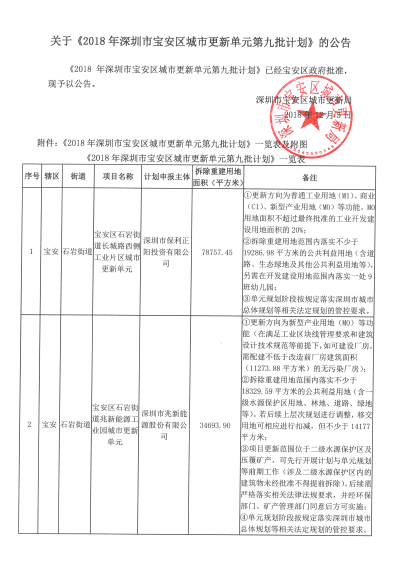 关于《2018 年深圳市宝安区城市更新单元第九批计划》的公告
《2018 年深圳市宝安区城市更新单元第九批计划》已经宝安区政府批准，
现予以公告。
深圳市宝安区城市更新局
2018 年 12 月 5 日
附件：《2018 年深圳市宝安区城市更新单元第九批计划》一览表及附图
《2018 年深圳市宝安区城市更新单元第九批计划》一览表
序号 辖区 街道 项目名称 计划申报主体 拆除重建用地面积（平方米） 备注
1 宝安 石岩街道
宝安区石岩街
道长城路西侧
工业片区城市
更新单元
深圳市保利正
阳投资有限公
司
78757.45
①更新方向为普通工业用地（M1）、商业
（C1）、新型产业用地（M0）等功能，M0
用地面积不超过最终批准的工业开发建
设用地面积的 20%；
②拆除重建用地范围内落实不少于
19286.98 平方米的公共利益用地（含道
路、生态绿地及其他公共利益用地等），
另需在开发建设用地范围内落实一处 9
班幼儿园；
③单元规划阶段按规定落实深圳市城市
总体规划等相关法定规划的管控要求。
2 宝安 石岩街道
宝安区石岩街
道兆新能源工
业园城市更新
单元
深圳市兆新能
源股份有限公
司
34693.90
①更新方向为新型产业用地（M0）等功
能（在满足工业区块线管理要求和建筑
设计技术规范等前提下，如可建设厂房，
需配建不低于改造前厂房建筑面积
（11273.88 平方米）的无污染厂房）；
②拆除重建用地范围内落实不少于
18329.59 平方米的公共利益用地（含一
级水源保护区用地、林地、道路、绿地
等），若后续上层次规划进行调整，移交
用地可相应进行扣减，但不少于 14177
平方米；
③项目更新范围位于二级水源保护区及
压覆矿产，可先行开展计划与单元规划
等前期工作（涉及二级水源保护区内的
建筑物未经批准不得提前拆除），后续需
严格落实相关法律法规要求，并经环保
部门、矿产管理部门同意后方可实施；
④单元规划阶段按规定落实深圳市城市
总体规划等相关法定规划的管控要求。